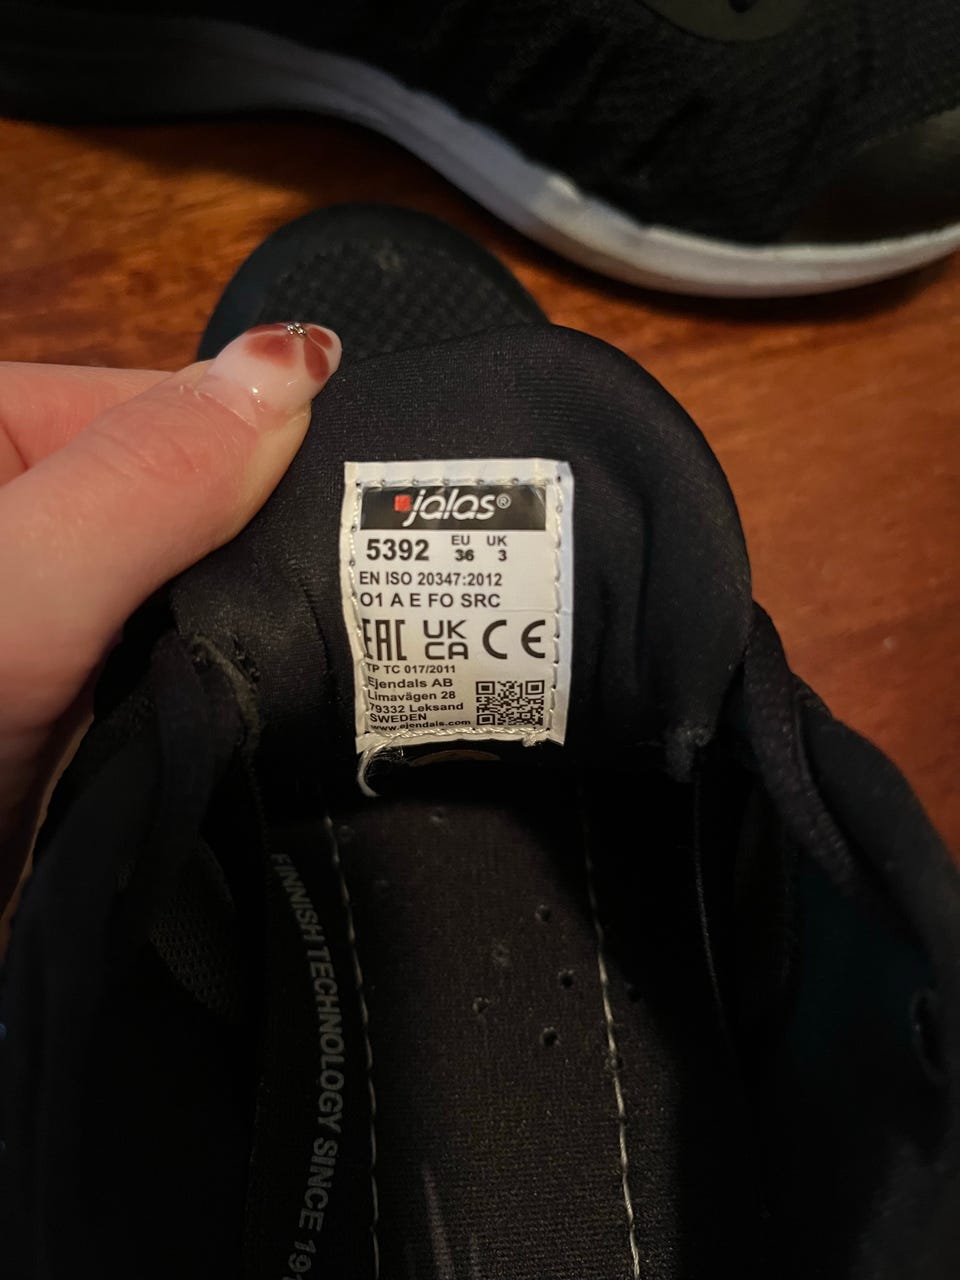 jalas®
5392 EU 36 UK 3
EN ISO 20347:2012
O1 A E FO SRC
EAC UK CA CE
TP TC 017/2011
Ejendals AB
Limavägen 28
79332 Leksand
SWEDEN
www.ejendals.com
FINNISH TECHNOLOGY SINCE